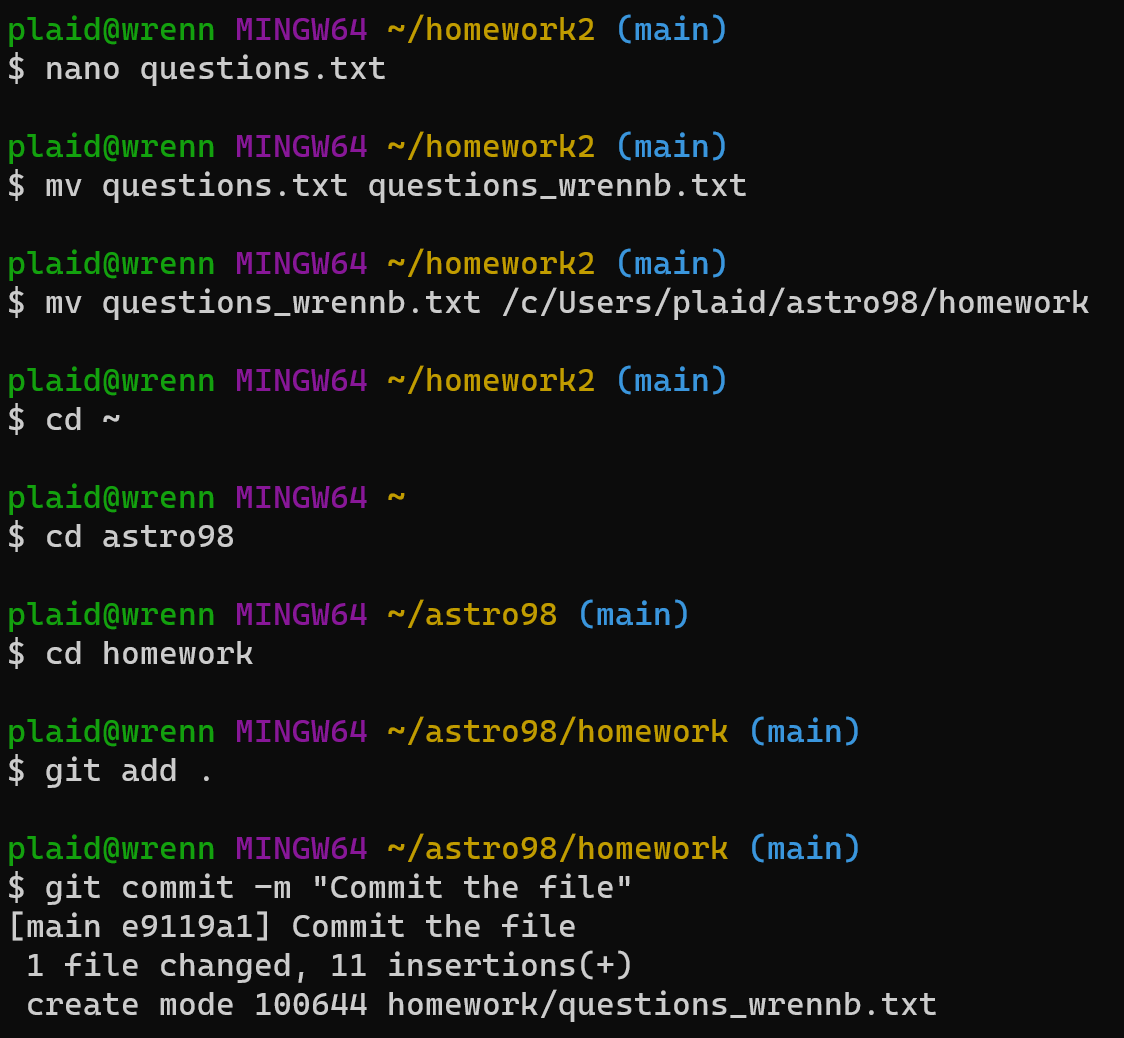 plaid@wrenn MINGW64 ~/homework2 (main)
$ nano questions.txt
plaid@wrenn MINGW64 ~/homework2 (main)
$ mv questions.txt questions_wrennb.txt
plaid@wrenn MINGW64 ~/homework2 (main)
$ mv questions_wrennb.txt /c/Users/plaid/astro98/homework
plaid@wrenn MINGW64 ~/homework2 (main)
$ cd ~
plaid@wrenn MINGW64 ~
$ cd astro98
plaid@wrenn MINGW64 ~/astro98 (main)
$ cd homework
plaid@wrenn MINGW64 ~/astro98/homework (main)
$ git add .
plaid@wrenn MINGW64 ~/astro98/homework (main)
$ git commit -m "Commit the file"
[main e9119a1] Commit the file
 1 file changed, 11 insertions(+)
 create mode 100644 homework/questions_wrennb.txt